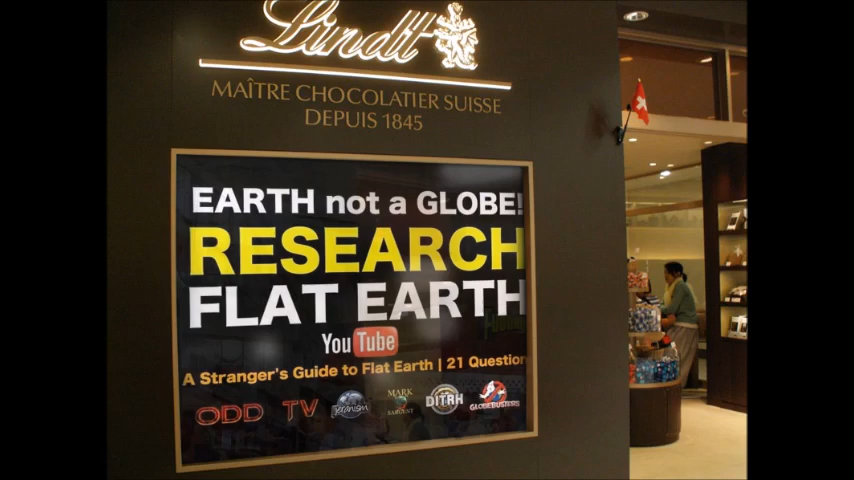 Lindt
MAÎTRE CHOCOLATIER SUISSE
DEPUIS 1845
EARTH not a GLOBE!
RESEARCH
FLAT EARTH
YouTube
A Stranger's Guide to Flat Earth | 21 Question
ODD TV
jeranism
MARK
SARGENT
DITRH
GLOBEBUSTERS